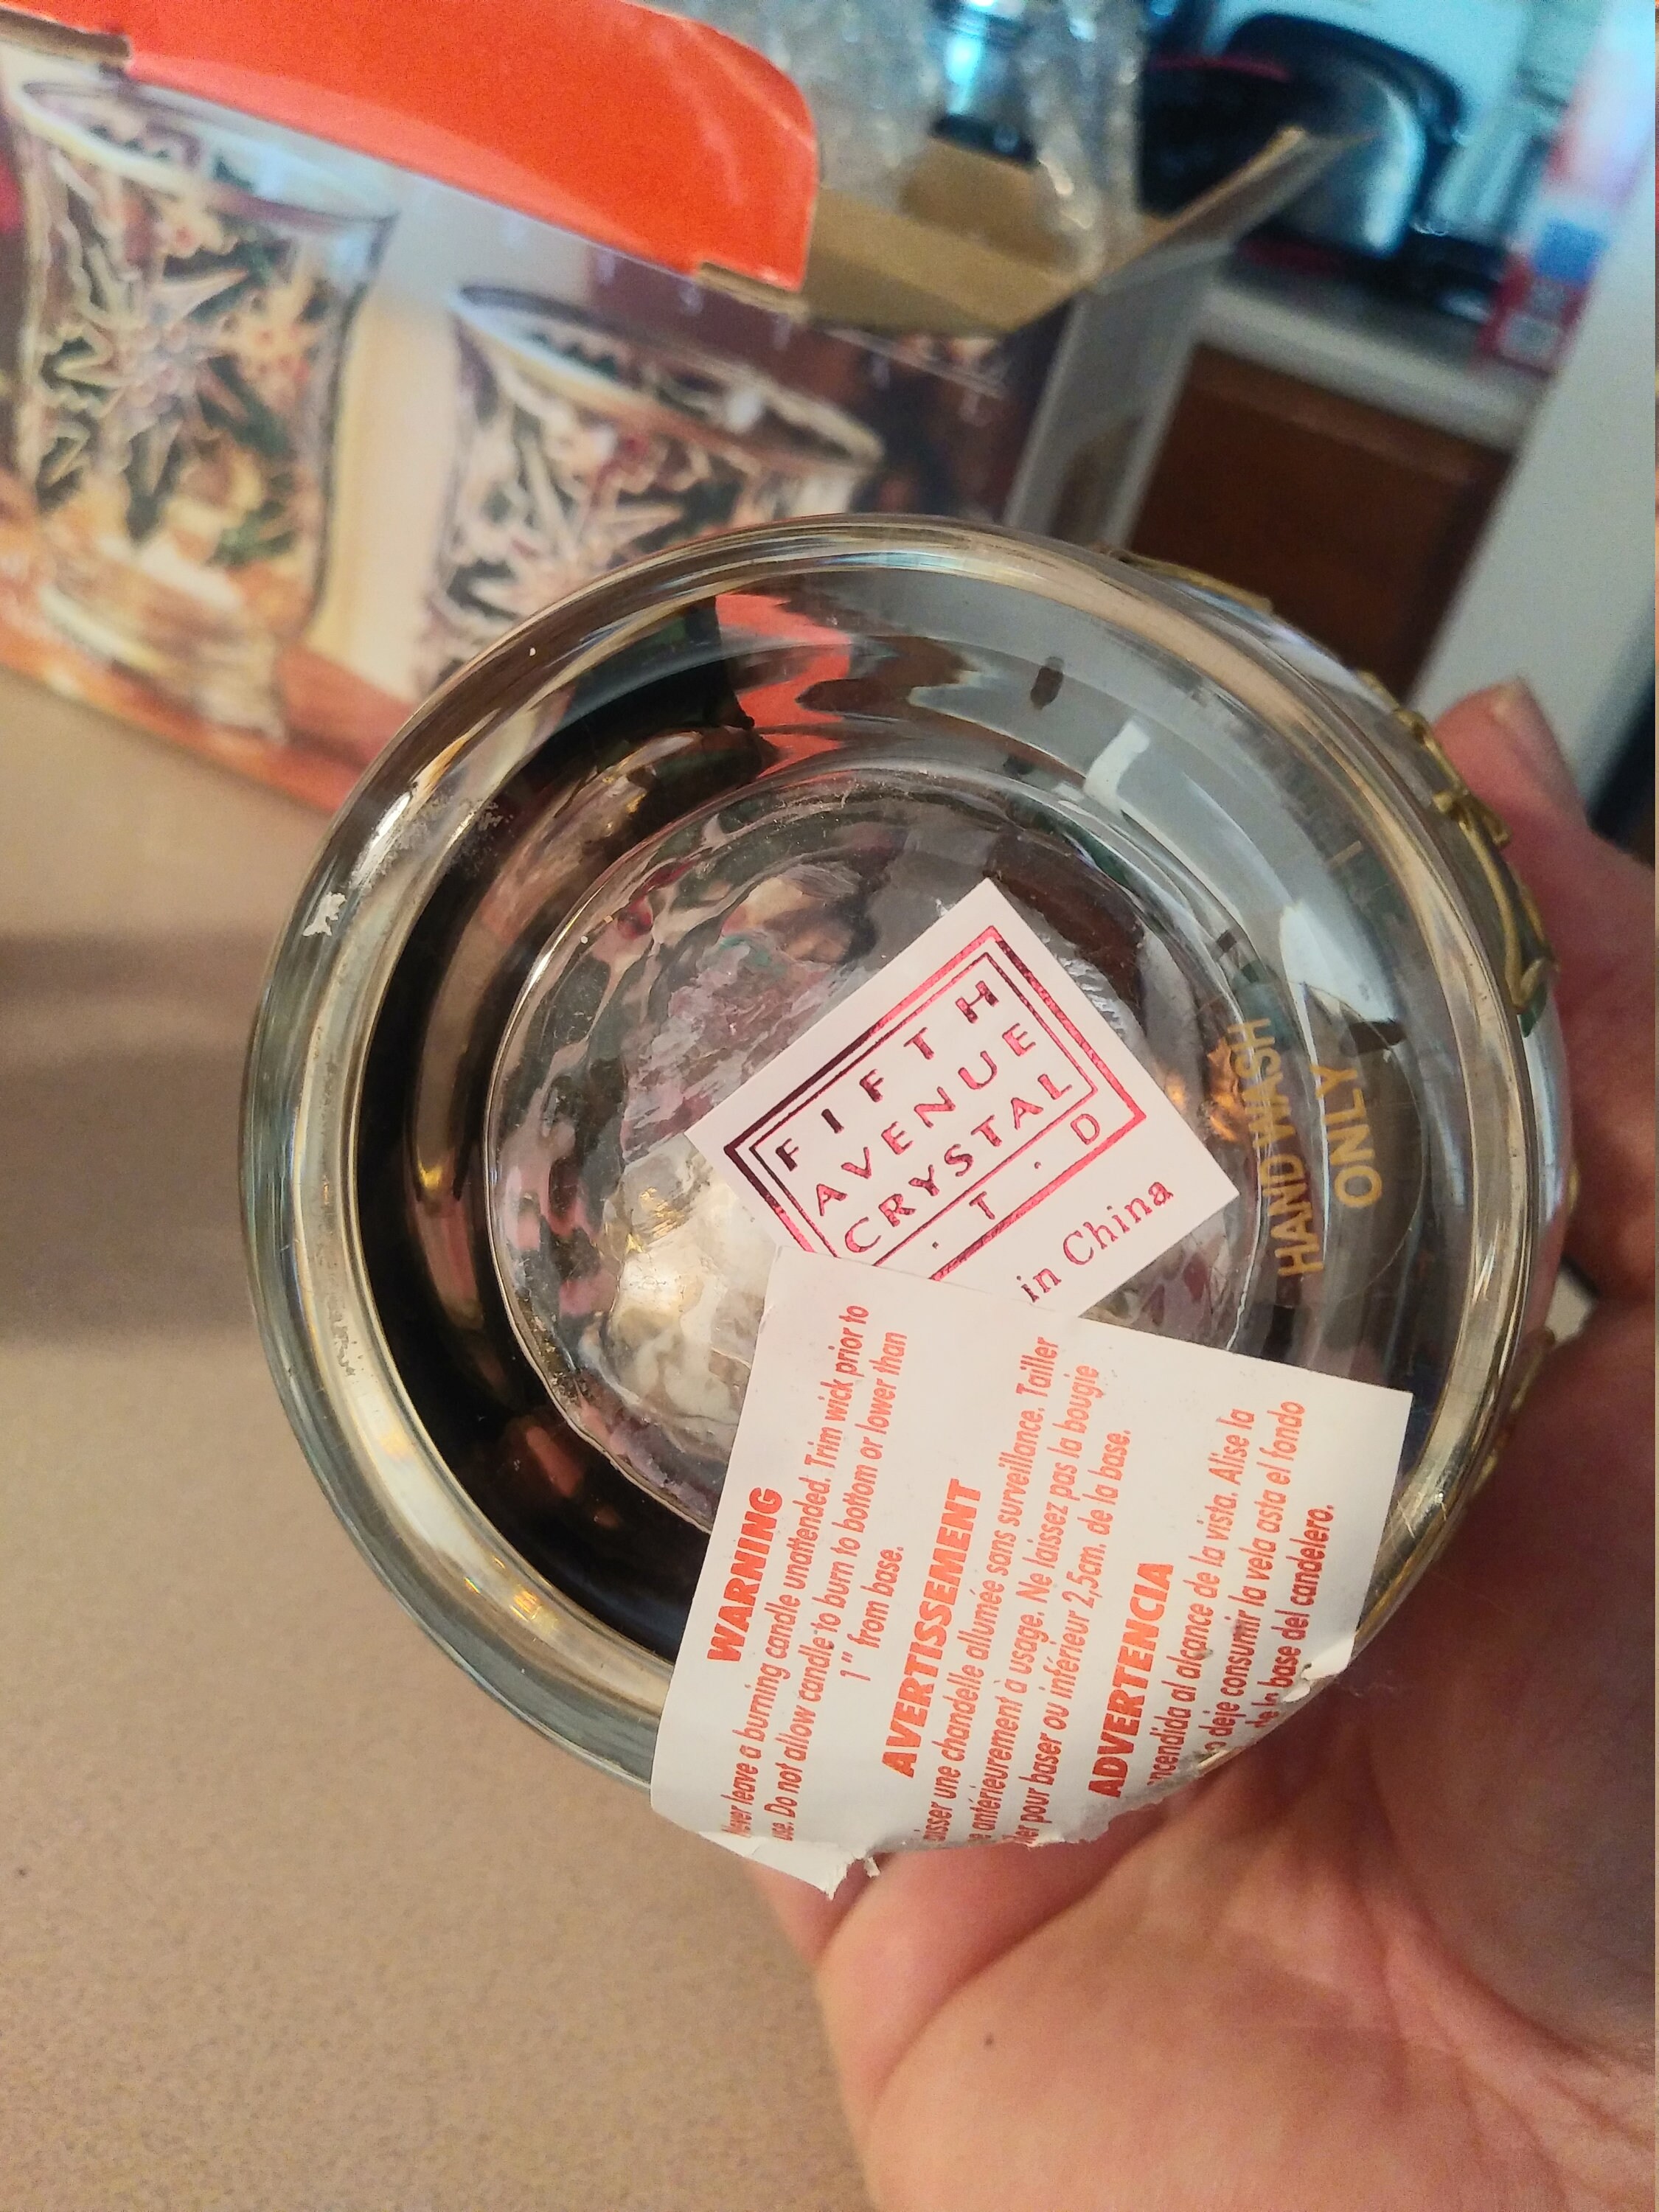 FIFTH
AVENUE
CRYSTAL
T. D
in China
HAND WASH
ONLY
WARNING
leave a burning candle unattended. Trim wick prior to
Do not allow candle to burn to bottom or lower than
1" from base.
AVERTISSEMENT
une chandelle allumée sans surveillance. Tailler
antérieurement à usage. Ne laissez pas la bougie
pour baser ou inférieur 2,5cm. de la base.
ADVERTENCIA
al alcance de la vista. Alise la
deje consumir la vela asta el fondo
de la base del candelero.